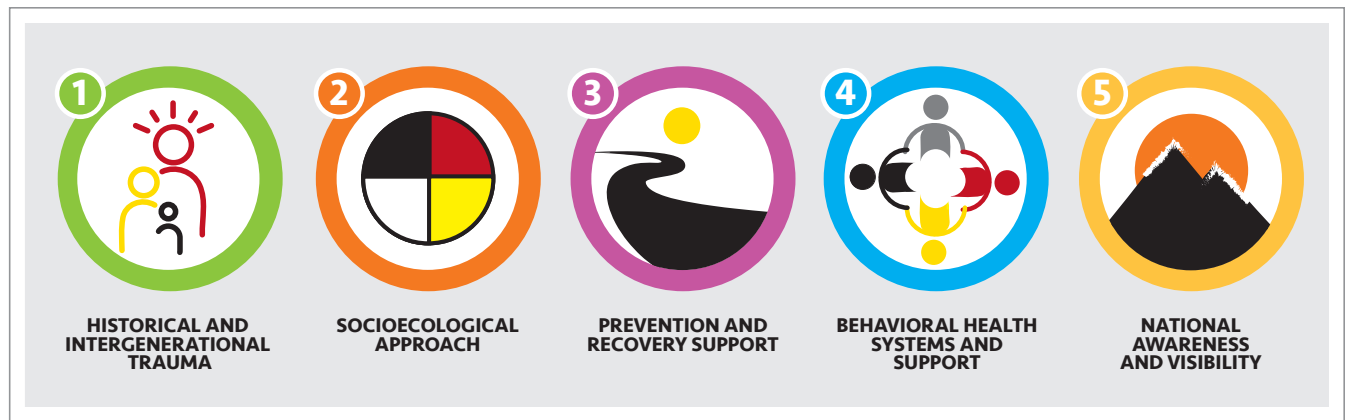 1
HISTORICAL AND
INTERGENERATIONAL
TRAUMA
2
SOCIOECOLOGICAL
APPROACH
3
PREVENTION AND
RECOVERY SUPPORT
4
BEHAVIORAL HEALTH
SYSTEMS AND
SUPPORT
5
NATIONAL
AWARENESS
AND VISIBILITY